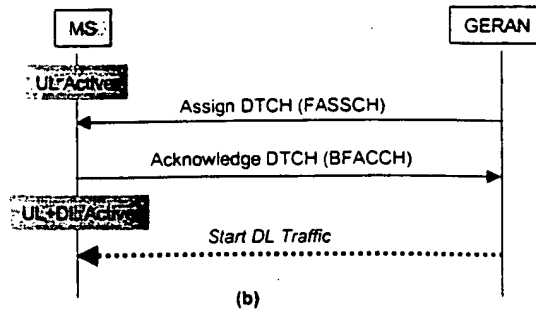 MS
GERAN
UL Active
Assign DTCH (FASSCH)
Acknowledge DTCH (BFACCH)
UL+DL Active
Start DL Traffic
(b)